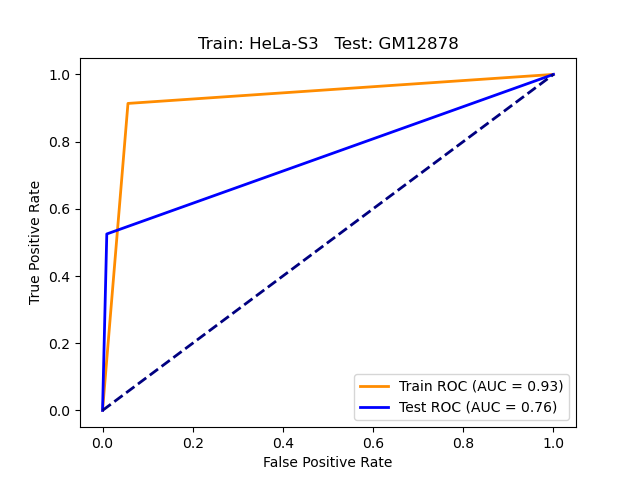 Train: HeLa-S3   Test: GM12878
True Positive Rate
1.0
0.8
0.6
0.4
0.2
0.0
Train ROC (AUC = 0.93)
Test ROC (AUC = 0.76)
0.0 0.2 0.4 0.6 0.8 1.0
False Positive Rate